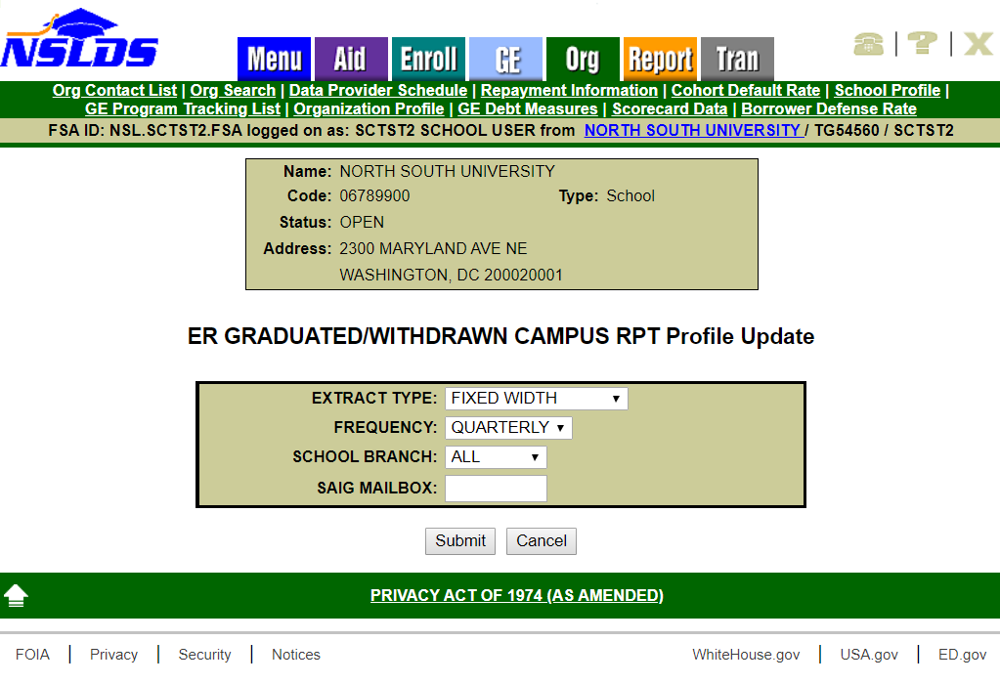 NSLDS
Menu Aid Enroll GE Org Report Tran
? X
Org Contact List | Org Search | Data Provider Schedule | Repayment Information | Cohort Default Rate | School Profile |
GE Program Tracking List | Organization Profile | GE Debt Measures | Scorecard Data | Borrower Defense Rate
FSA ID: NSL.SCTST2.FSA logged on as: SCTST2 SCHOOL USER from NORTH SOUTH UNIVERSITY / TG54560 / SCTST2
Name: NORTH SOUTH UNIVERSITY
Code: 06789900 Type: School
Status: OPEN
Address: 2300 MARYLAND AVE NE
WASHINGTON, DC 200020001
ER GRADUATED/WITHDRAWN CAMPUS RPT Profile Update
EXTRACT TYPE: FIXED WIDTH
FREQUENCY: QUARTERLY
SCHOOL BRANCH: ALL
SAIG MAILBOX:
Submit Cancel
PRIVACY ACT OF 1974 (AS AMENDED)
FOIA | Privacy | Security | Notices WhiteHouse.gov | USA.gov | ED.gov